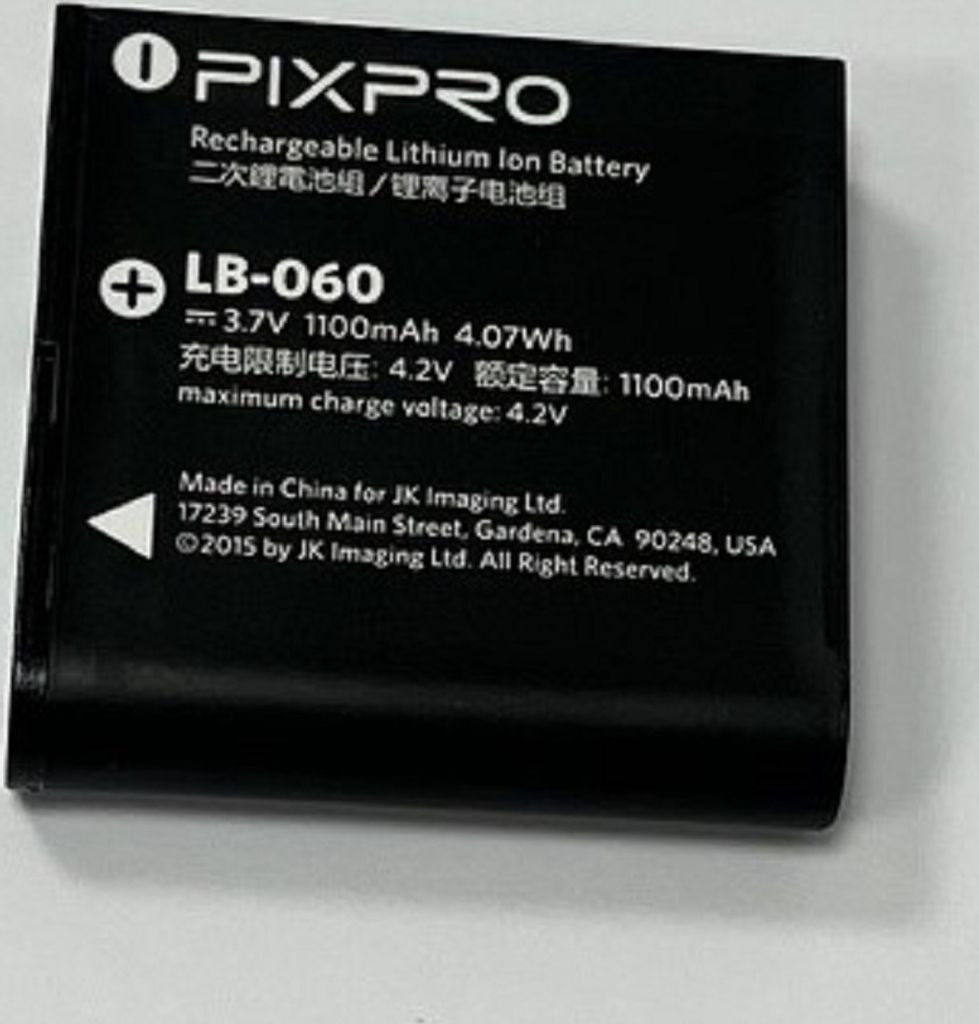 PIXPRO
Rechargeable Lithium Ion Battery
二次鋰電池組/锂离子电池组
LB-060
⎓ 3.7V 1100mAh 4.07Wh
充电限制电压: 4.2V 额定容量: 1100mAh
maximum charge voltage: 4.2V
Made in China for JK Imaging Ltd.
17239 South Main Street, Gardena, CA 90248, USA
©2015 by JK Imaging Ltd. All Right Reserved.